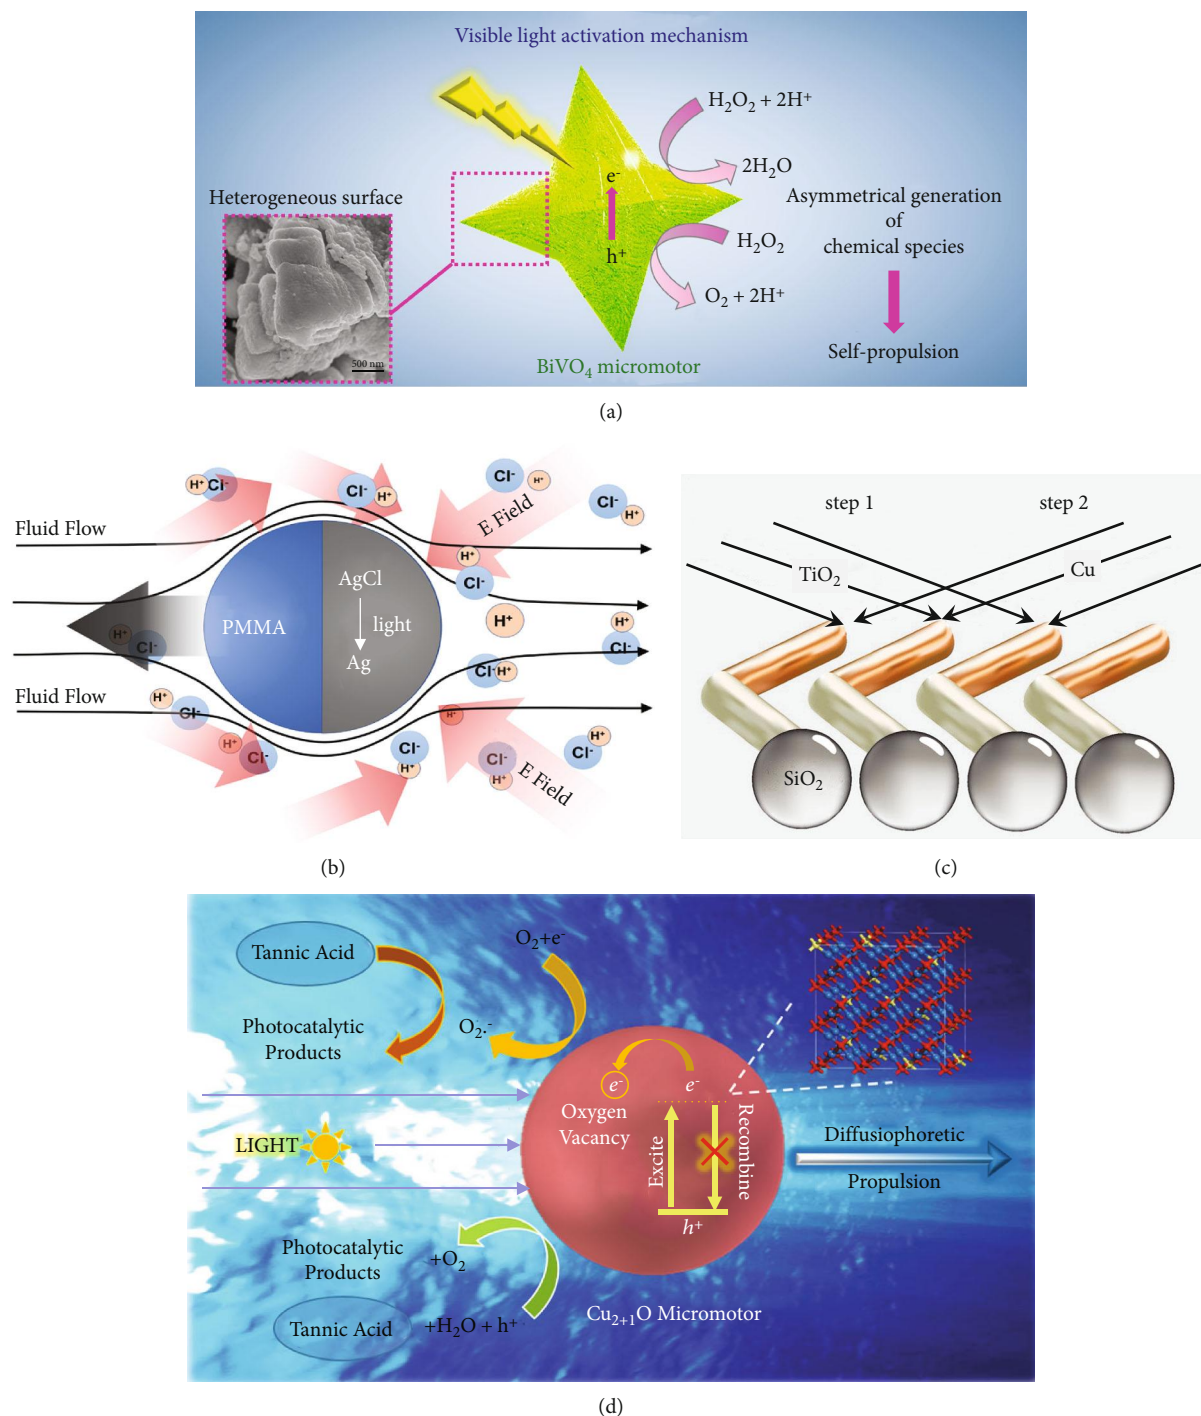 Visible light activation mechanism
H₂O₂ + 2H⁺
2H₂O
e⁻
Heterogeneous surface
Asymmetrical generation
of
chemical species
H₂O₂
h⁺
O₂ + 2H⁺
500 nm
BiVO₄ micromotor
Self-propulsion
(a)
H⁺ Cl⁻
Cl⁻ H⁺
Cl⁻ H⁺
Cl⁻
H⁺
E Field
Fluid Flow
H⁺
Cl⁻
AgCl
light
Ag
PMMA
H⁺
H⁺
Cl⁻
H⁺
Cl⁻
Cl⁻ H⁺
Fluid Flow
H⁺
Cl⁻
H⁺
Cl⁻
H⁺
Cl⁻
H⁺
Cl⁻
H⁺
H⁺
Cl⁻
E Field
(b)
step 1
step 2
TiO₂
Cu
SiO₂
(c)
Tannic Acid
O₂+e⁻
Photocatalytic
Products
O₂.⁻
e⁻
e⁻
Oxygen
Vacancy
Excite
Recombine
LIGHT
Diffusiophoretic
Propulsion
h⁺
Photocatalytic
Products
+O₂
Cu₂₊₁O Micromotor
Tannic Acid
+H₂O + h⁺
(d)